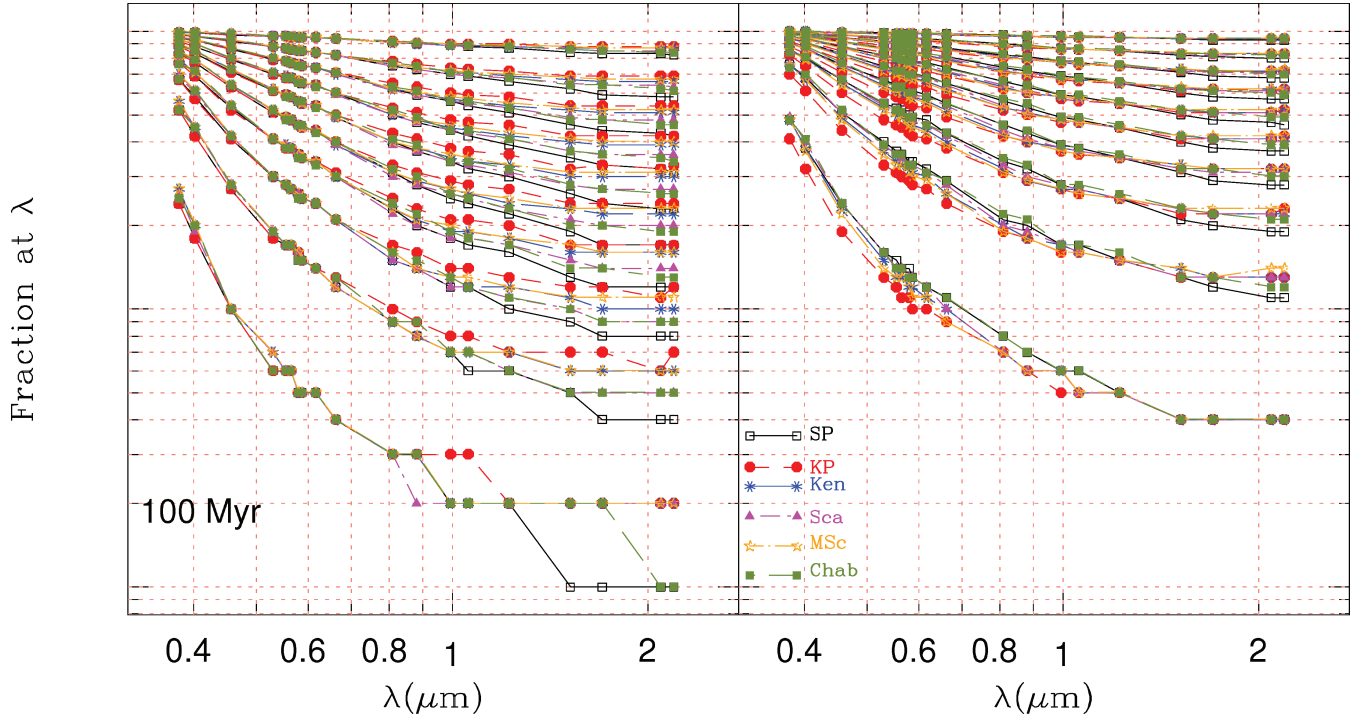 Fraction at λ
SP
KP
Ken
Sca
MSc
Chab
100 Myr
0.4 0.6 0.8 1 2 0.4 0.6 0.8 1 2
λ(μm) λ(μm)